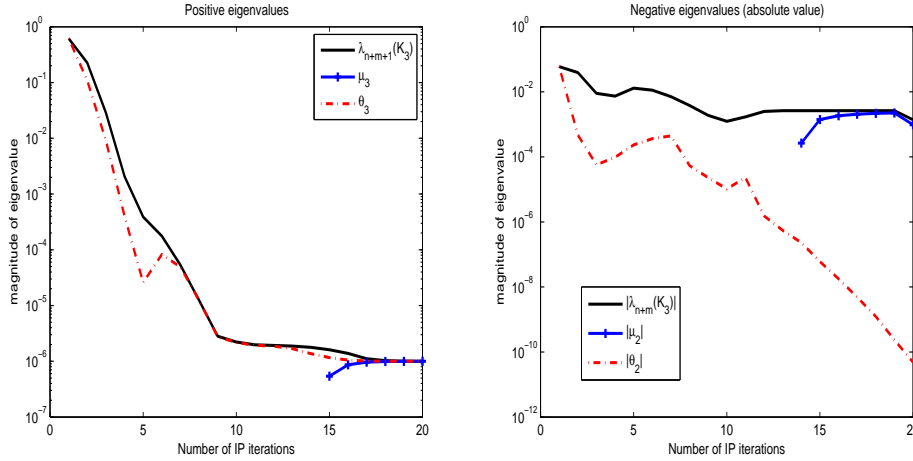 Positive eigenvalues
magnitude of eigenvalue
10^0
10^-1
10^-2
10^-3
10^-4
10^-5
10^-6
10^-7
0
5
10
15
20
Number of IP iterations
λ_{n+m+1}(K_3)
μ_3
θ_3
Negative eigenvalues (absolute value)
magnitude of eigenvalue
10^0
10^-2
10^-4
10^-6
10^-8
10^-10
10^-12
0
5
10
15
20
Number of IP iterations
|λ_{n+m}(K_3)|
|μ_2|
|θ_2|